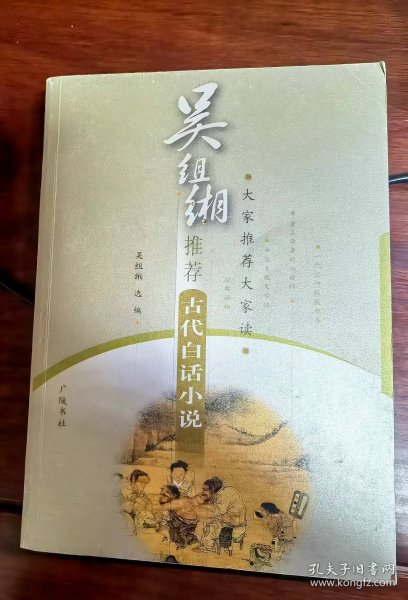 吴组缃
推荐
古代白话小说
大家推荐大家读
吴组缃 选编
广陵书社
孔夫子旧书网
www.kongfz.com